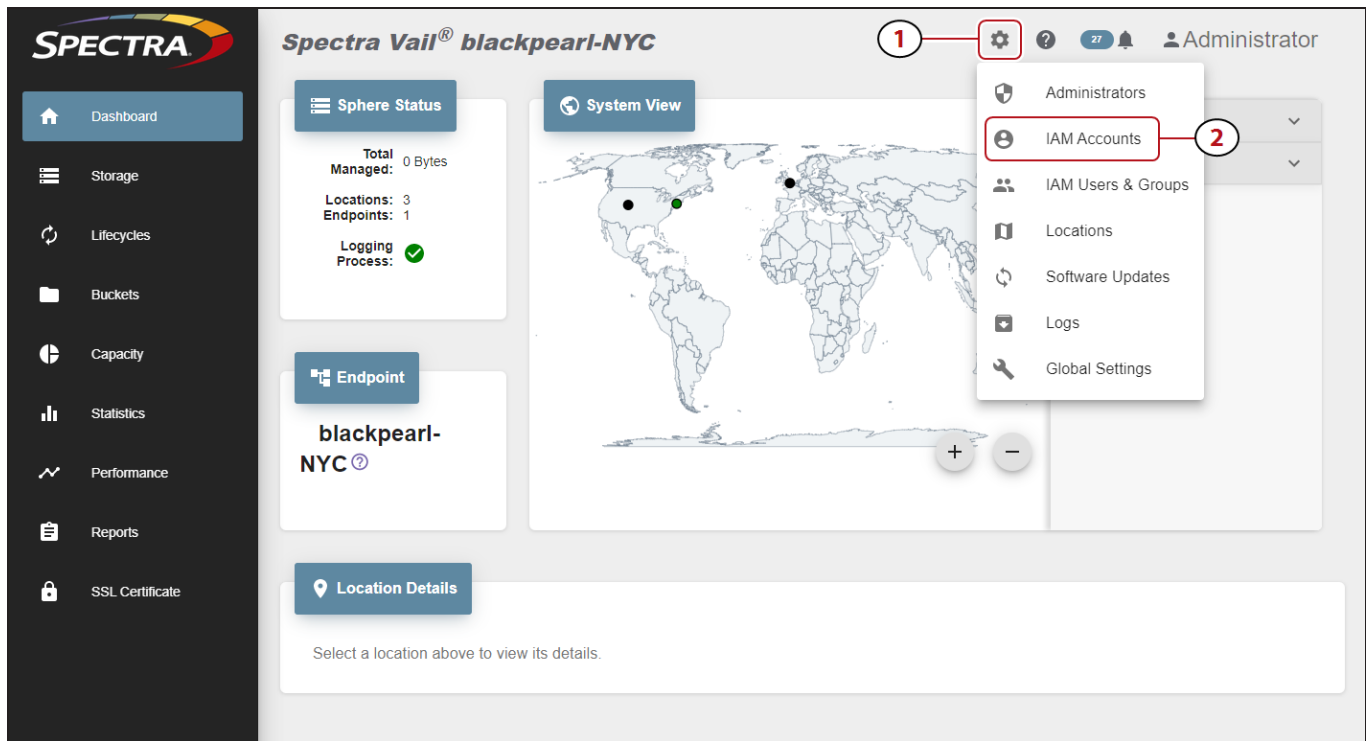 SPECTRA
Spectra Vail® blackpearl-NYC
1
27
Administrator
Dashboard
Storage
Lifecycles
Buckets
Capacity
Statistics
Performance
Reports
SSL Certificate
Sphere Status
Total Managed: 0 Bytes
Locations: 3
Endpoints: 1
Logging Process:
System View
+
−
Administrators
IAM Accounts
2
IAM Users & Groups
Locations
Software Updates
Logs
Global Settings
Endpoint
blackpearl-
NYC
Location Details
Select a location above to view its details.